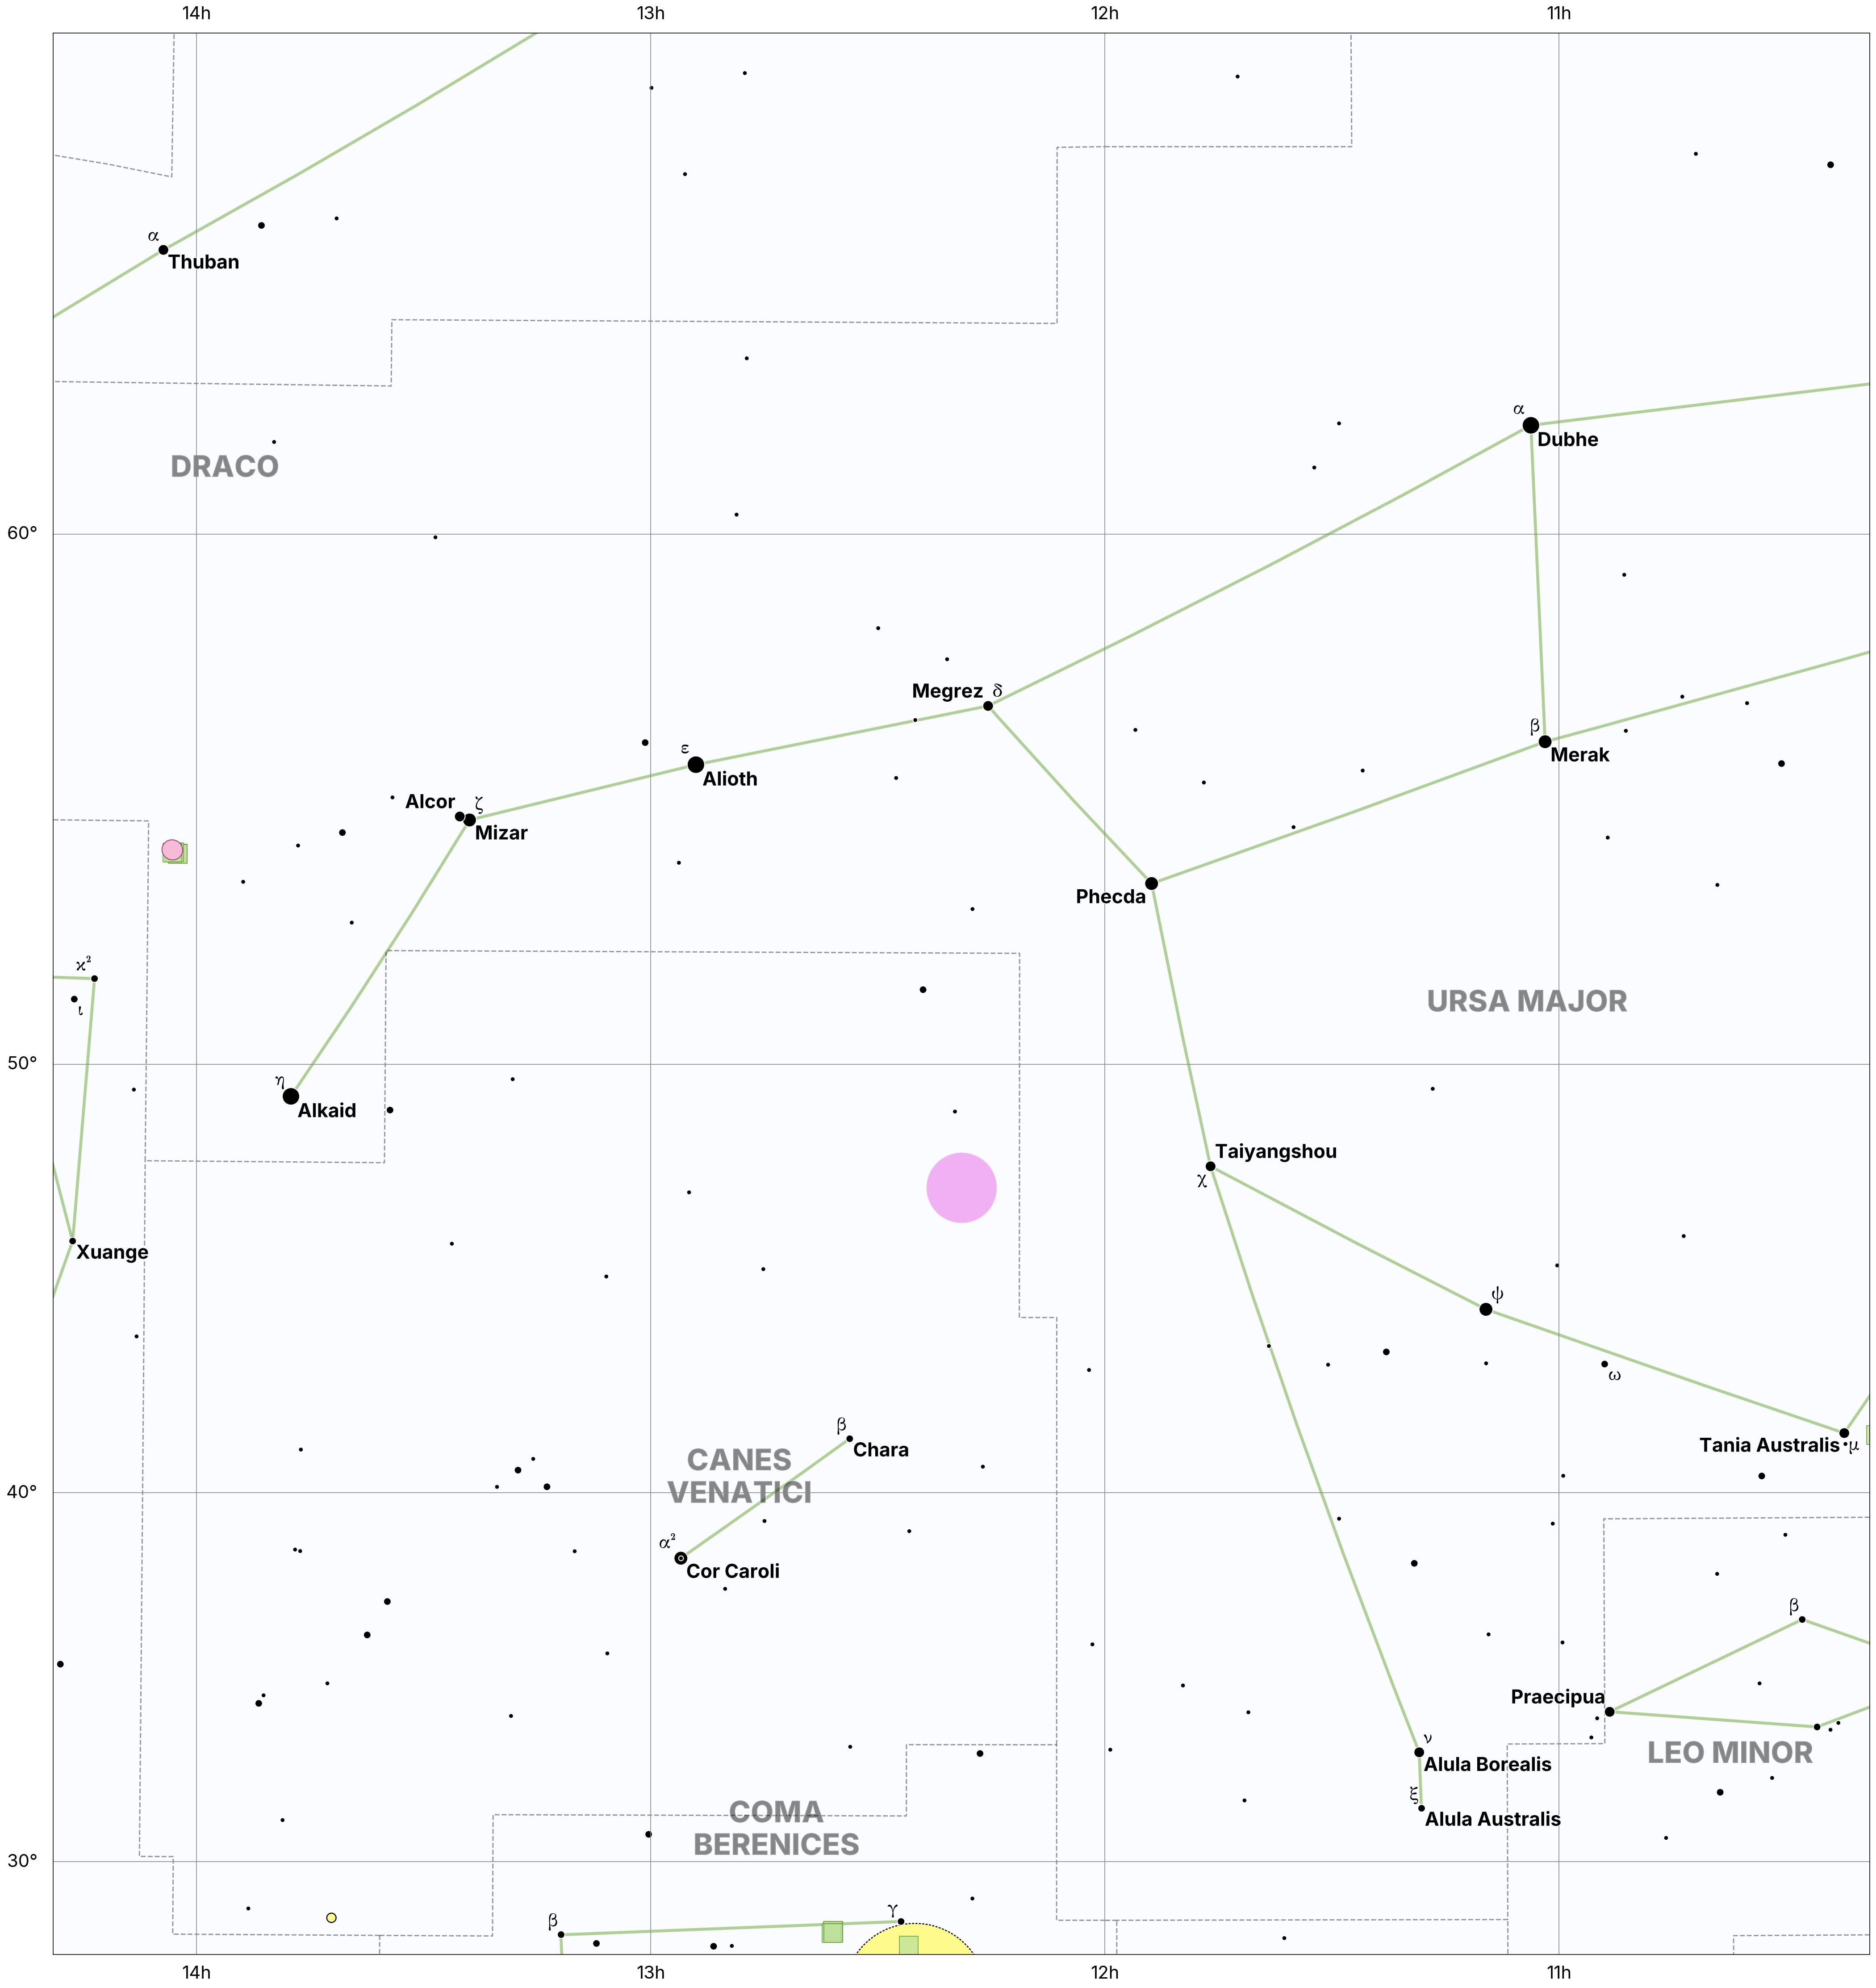 14h
13h
12h
11h
α
Thuban
α
Dubhe
DRACO
60°
Megrez δ
β
Merak
ε
Alioth
Alcor ζ
Mizar
Phecda
ϰ²
ι
URSA MAJOR
50°
η
Alkaid
Taiyangshou
χ
Xuange
ψ
ω
β
Chara
Tania Australis μ
CANES
VENATICI
40°
α²
Cor Caroli
β
Praecipua
ν
Alula Borealis
LEO MINOR
ξ
Alula Australis
COMA
BERENICES
30°
β
γ
14h
13h
12h
11h